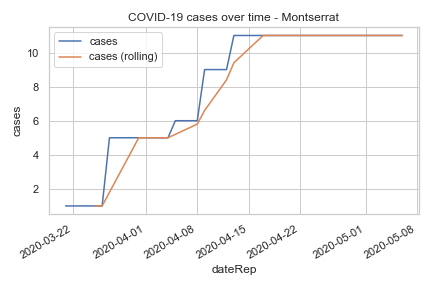 COVID-19 cases over time - Montserrat
cases
cases (rolling)
cases
10
8
6
4
2
2020-03-22
2020-04-01
2020-04-08
2020-04-15
2020-04-22
2020-05-01
2020-05-08
dateRep